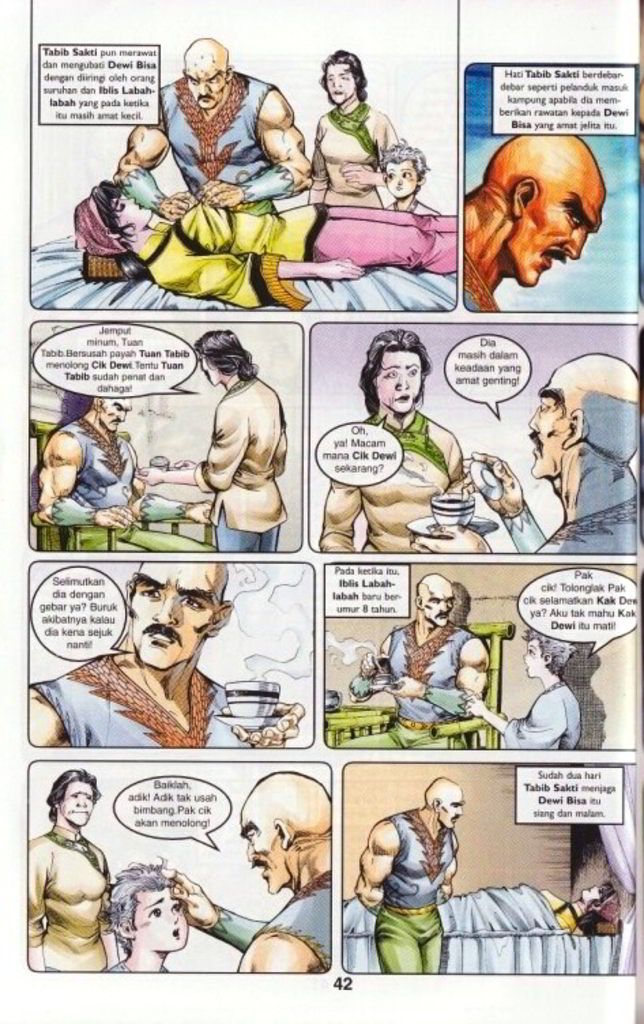 Tabib Sakti pun merawat
dan mengubati Dewi Bisa
dengan diiringi oleh orang
suruhan dan Iblis Labah-
labah yang pada ketika
itu masih amat kecil.
Hati Tabib Sakti berdebar-
debar seperti pelanduk masuk
kampung apabila dia mem-
berikan rawatan kepada Dewi
Bisa yang amat jelita itu.
Jemput
minum, Tuan
Tabib.Bersusah payah Tuan Tabib
menolong Cik Dewi.Tentu Tuan
Tabib sudah penat dan
dahaga!
Oh,
ya! Macam
mana Cik Dewi
sekarang?
Dia
masih dalam
keadaan yang
amat genting!
Selimutkan
dia dengan
gebar ya? Buruk
akibatnya kalau
dia kena sejuk
nanti!
Pada ketika itu,
Iblis Labah-
labah baru ber-
umur 8 tahun.
Pak
cik! Tolonglak Pak
cik selamatkan Kak Dewi
ya? Aku tak mahu Kak
Dewi itu mati!
Baiklah,
adik! Adik tak usah
bimbang.Pak cik
akan menolong!
Sudah dua hari
Tabib Sakti menjaga
Dewi Bisa itu
siang dan malam.
42